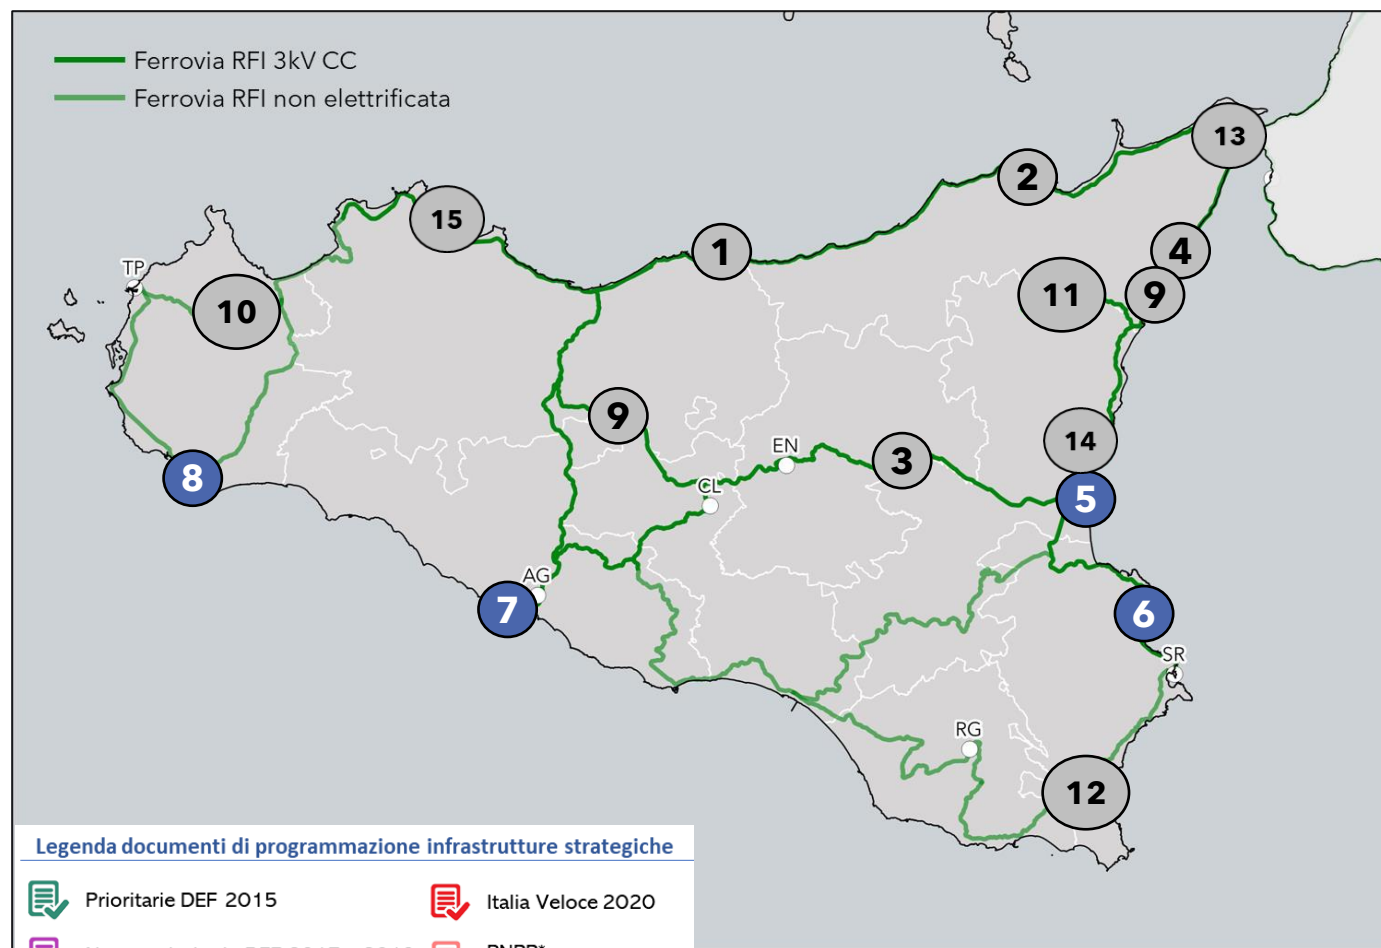 Ferrovia RFI 3kV CC
Ferrovia RFI non elettrificata
13
2
15
1
4
TP
11
9
10
9
14
EN
3
8
CL
5
AG
7
6
SR
RG
12
Legenda documenti di programmazione infrastrutture strategiche
Prioritarie DEF 2015
Italia Veloce 2020
PNRR*